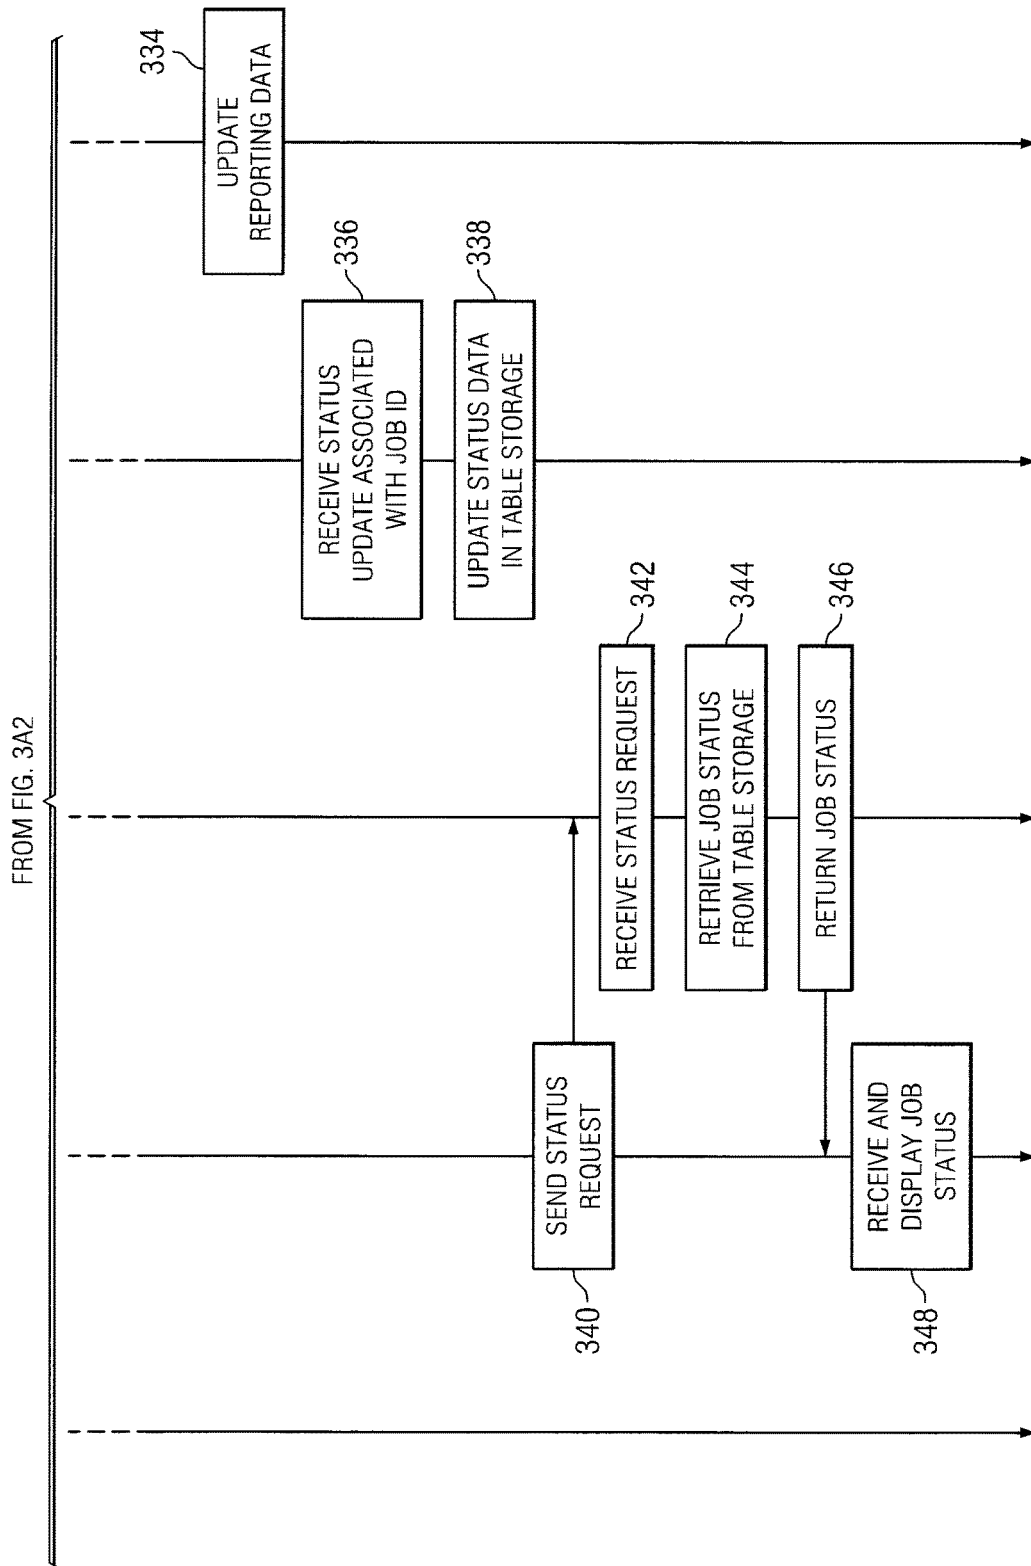 FROM FIG. 3A2
334
UPDATE
REPORTING DATA
336
RECEIVE STATUS
UPDATE ASSOCIATED
WITH JOB ID
338
UPDATE STATUS DATA
IN TABLE STORAGE
340
SEND STATUS
REQUEST
342
RECEIVE STATUS REQUEST
344
RETRIEVE JOB STATUS
FROM TABLE STORAGE
346
RETURN JOB STATUS
348
RECEIVE AND
DISPLAY JOB
STATUS